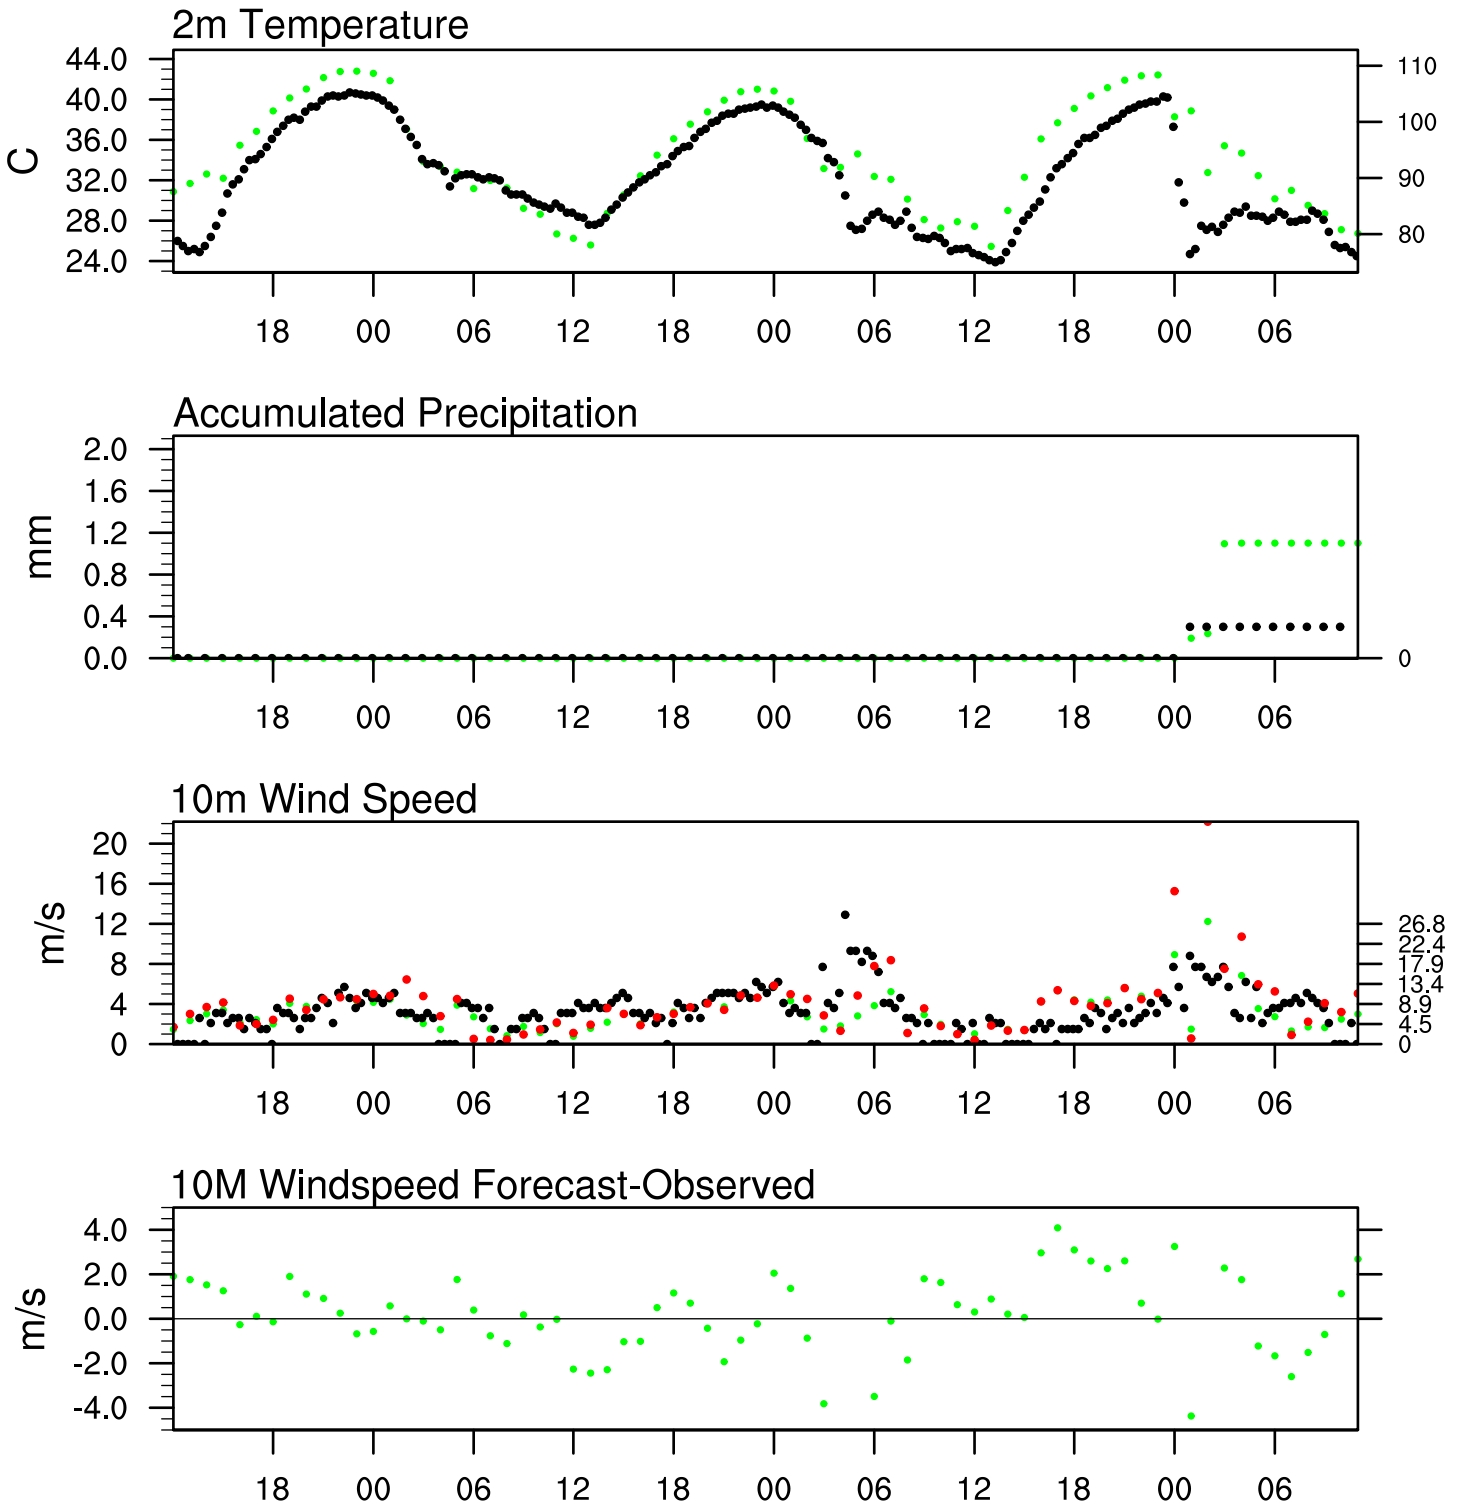 2m Temperature
44.0
40.0
36.0
32.0
28.0
24.0
C
110
100
90
80
18 00 06 12 18 00 06 12 18 00 06
Accumulated Precipitation
2.0
1.6
1.2
0.8
0.4
0.0
mm
0
18 00 06 12 18 00 06 12 18 00 06
10m Wind Speed
20
16
12
8
4
0
m/s
26.8
22.4
17.9
13.4
8.9
4.5
0
18 00 06 12 18 00 06 12 18 00 06
10M Windspeed Forecast-Observed
4.0
2.0
0.0
-2.0
-4.0
m/s
18 00 06 12 18 00 06 12 18 00 06